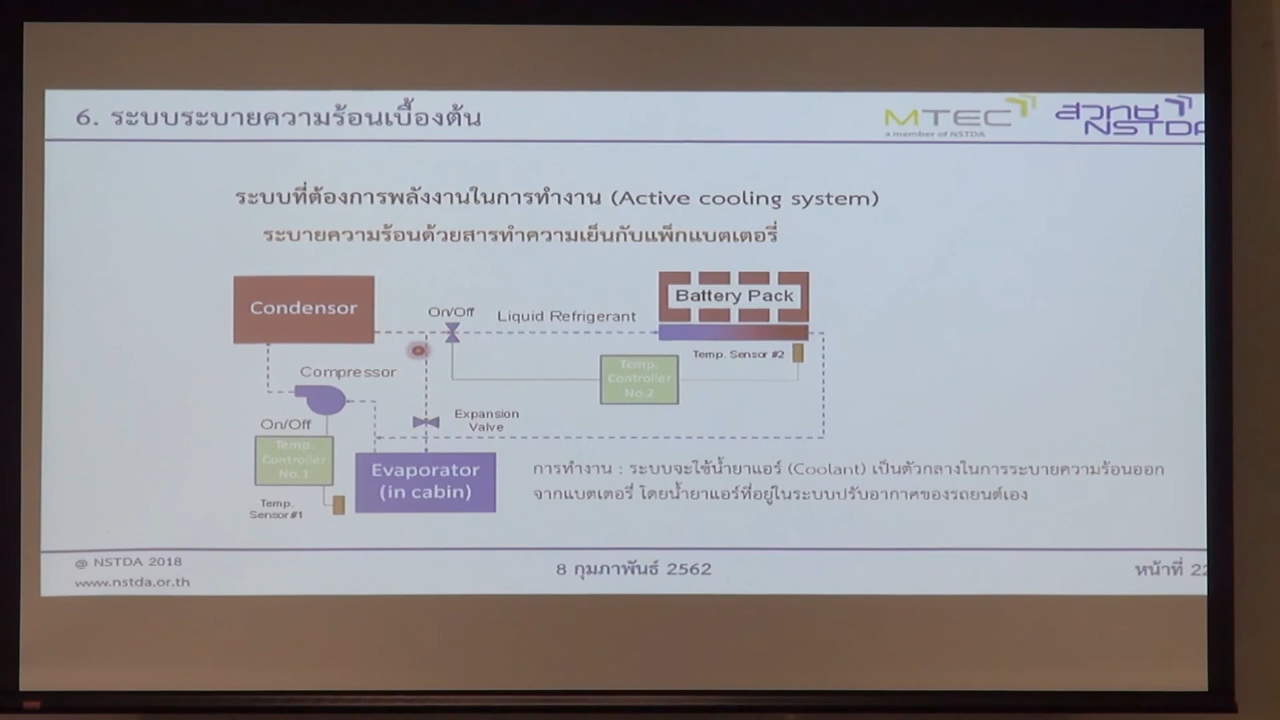 6. ระบบระบายความร้อนเบื้องต้น
MTEC
a member of NSTDA
สวทช
NSTDA
ระบบที่ต้องการพลังงานในการทำงาน (Active cooling system)
ระบายความร้อนด้วยสารทำความเย็นกับแพ็กแบตเตอรี่
Condensor
On/Off
Liquid Refrigerant
Battery Pack
Temp. Sensor #2
Temp.
Controller
No.2
Compressor
On/Off
Expansion
Valve
Temp.
Controller
No.1
Evaporator
(in cabin)
Temp.
Sensor#1
การทำงาน : ระบบจะใช้น้ำยาแอร์ (Coolant) เป็นตัวกลางในการระบายความร้อนออก
จากแบตเตอรี่ โดยน้ำยาแอร์ที่อยู่ในระบบปรับอากาศของรถยนต์เอง
@ NSTDA 2018
www.nstda.or.th
8 กุมภาพันธ์ 2562
หน้าที่ 22